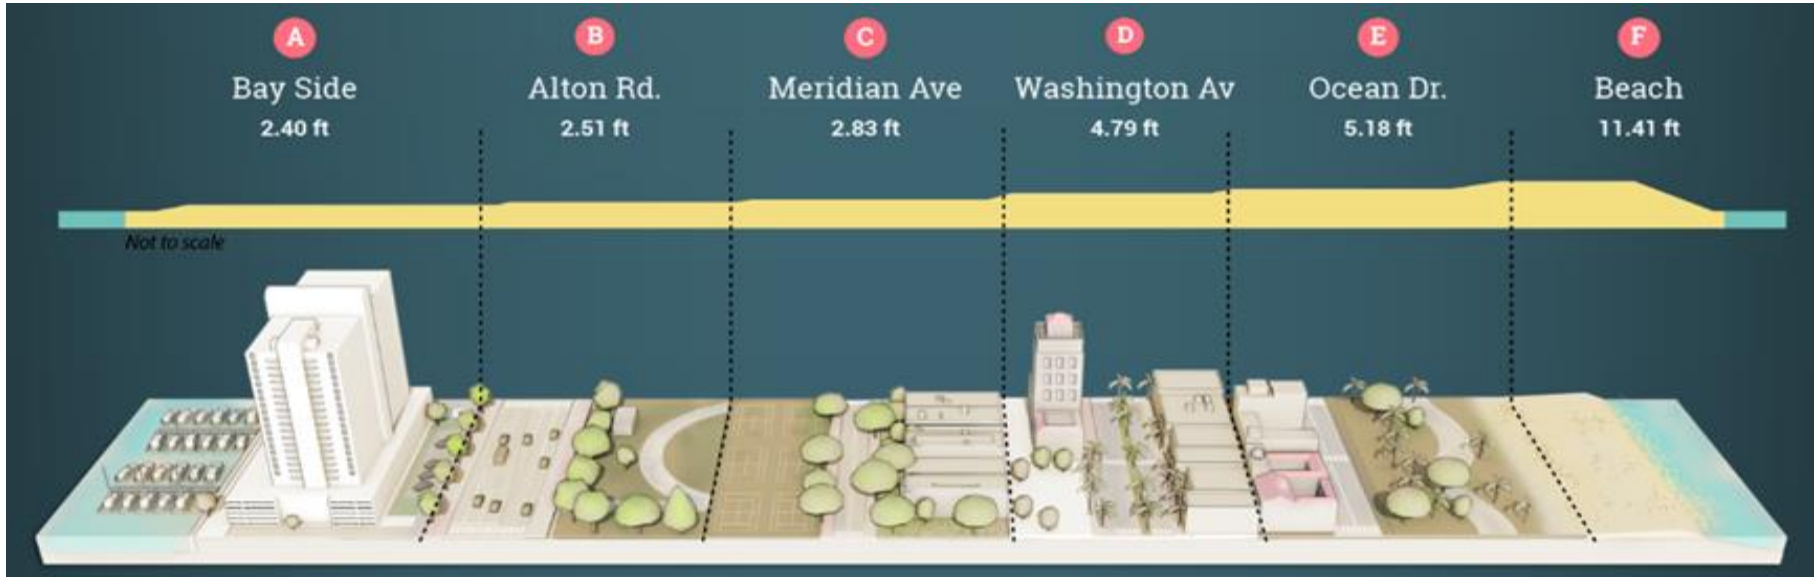 A
Bay Side
2.40 ft
B
Alton Rd.
2.51 ft
C
Meridian Ave
2.83 ft
D
Washington Av
4.79 ft
E
Ocean Dr.
5.18 ft
F
Beach
11.41 ft
Not to scale